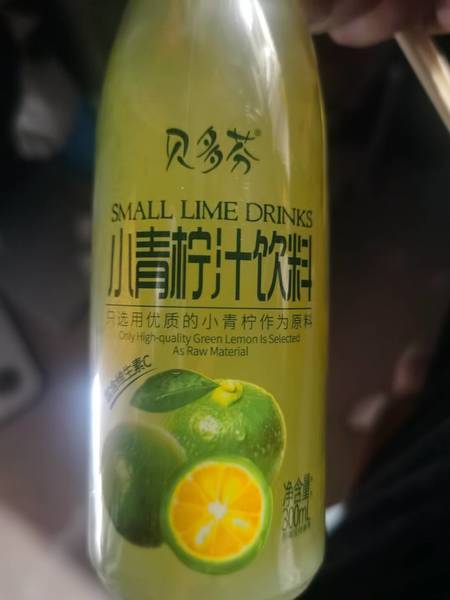 贝多芬®
SMALL LIME DRINKS
小青柠汁饮料
只选用优质的小青柠作为原料
Only High-quality Green Lemon Is Selected
As Raw Material
维生素C
净含量:
300mL